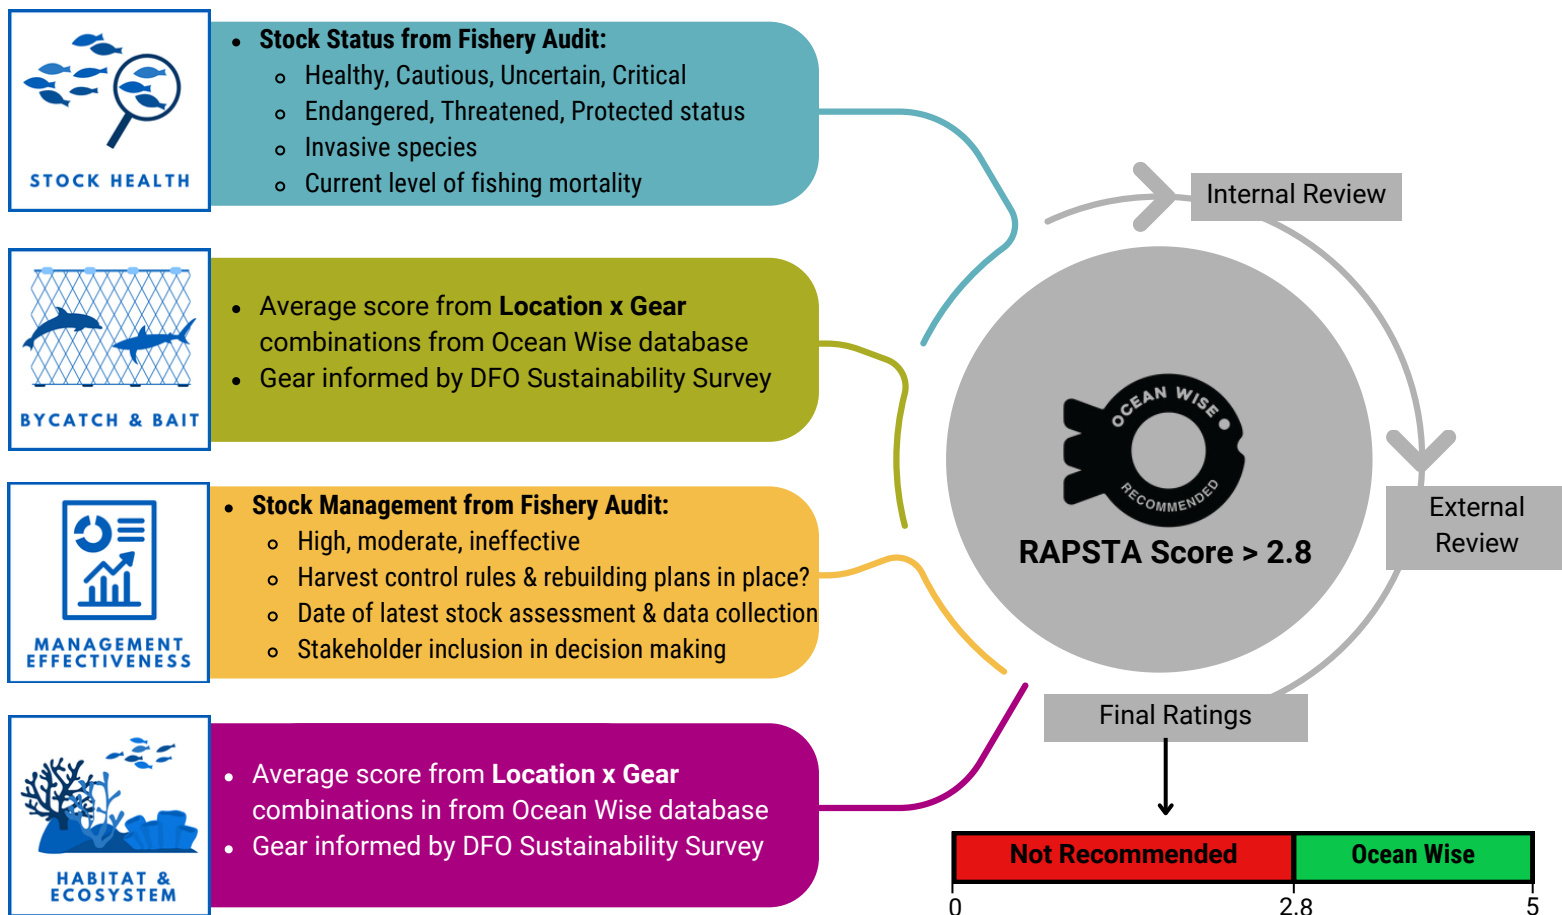 STOCK HEALTH
• Stock Status from Fishery Audit:
o Healthy, Cautious, Uncertain, Critical
o Endangered, Threatened, Protected status
o Invasive species
o Current level of fishing mortality
BYCATCH & BAIT
• Average score from Location x Gear
combinations from Ocean Wise database
• Gear informed by DFO Sustainability Survey
MANAGEMENT
EFFECTIVENESS
• Stock Management from Fishery Audit:
o High, moderate, ineffective
o Harvest control rules & rebuilding plans in place?
o Date of latest stock assessment & data collection
o Stakeholder inclusion in decision making
HABITAT &
ECOSYSTEM
• Average score from Location x Gear
combinations in from Ocean Wise database
• Gear informed by DFO Sustainability Survey
OCEAN WISE
RECOMMENDED
RAPSTA Score > 2.8
Internal Review
External
Review
Final Ratings
Not Recommended
Ocean Wise
0
2.8
5